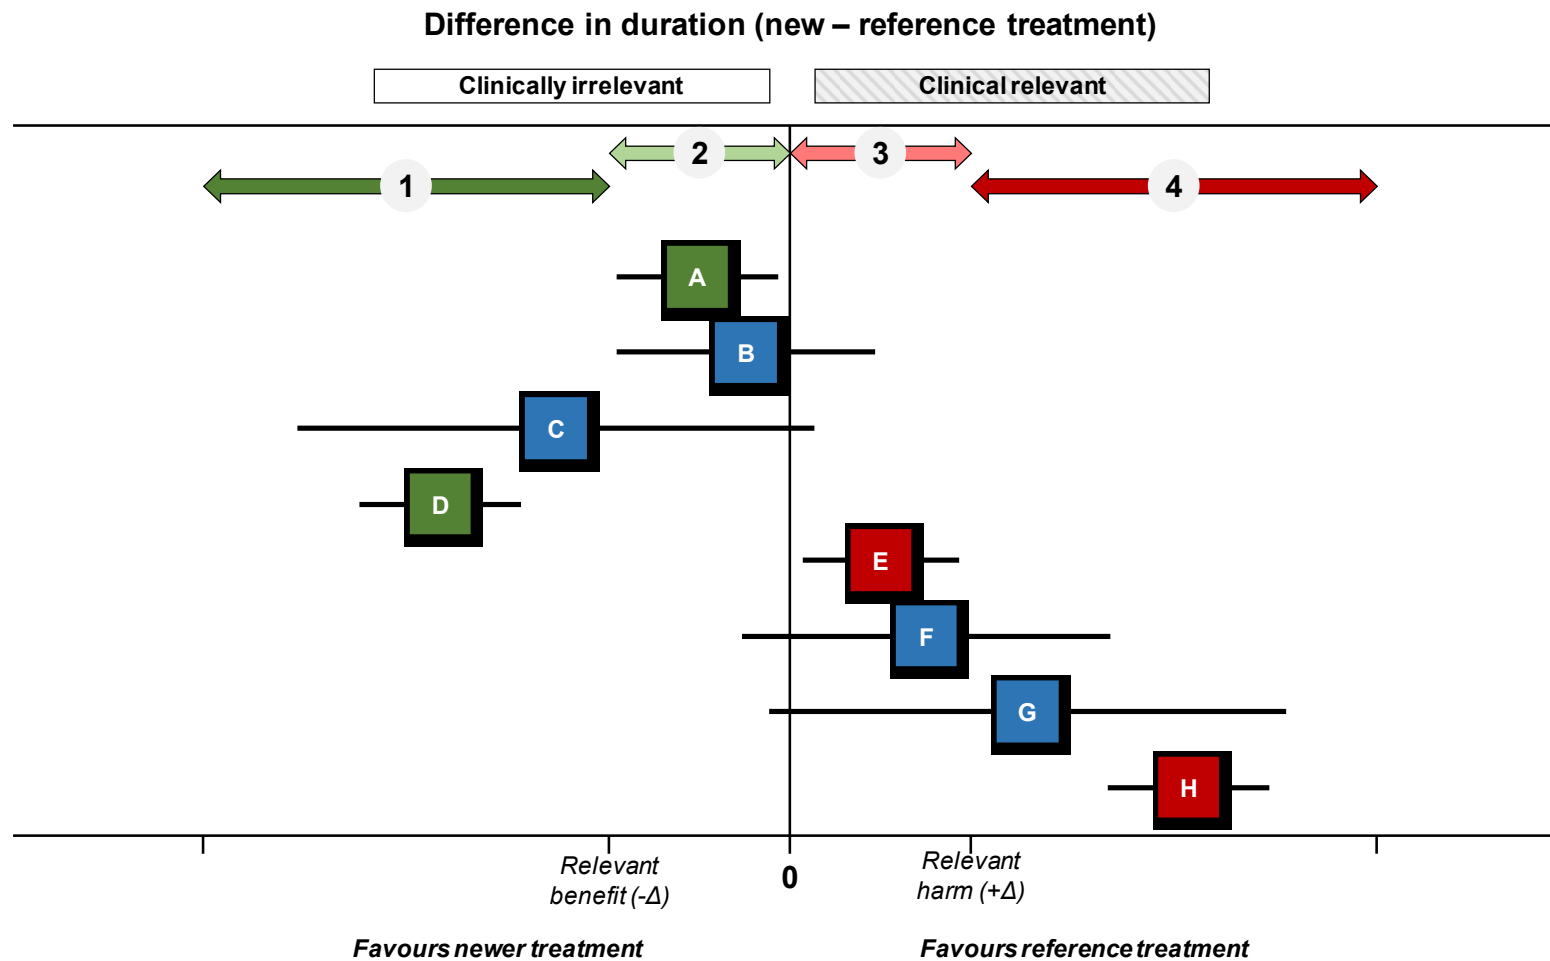 Difference in duration (new – reference treatment)
Clinically irrelevant
Clinical relevant
2
3
1
4
A
B
C
D
E
F
G
H
Relevant
benefit (-Δ)
0
Relevant
harm (+Δ)
Favours newer treatment
Favours reference treatment